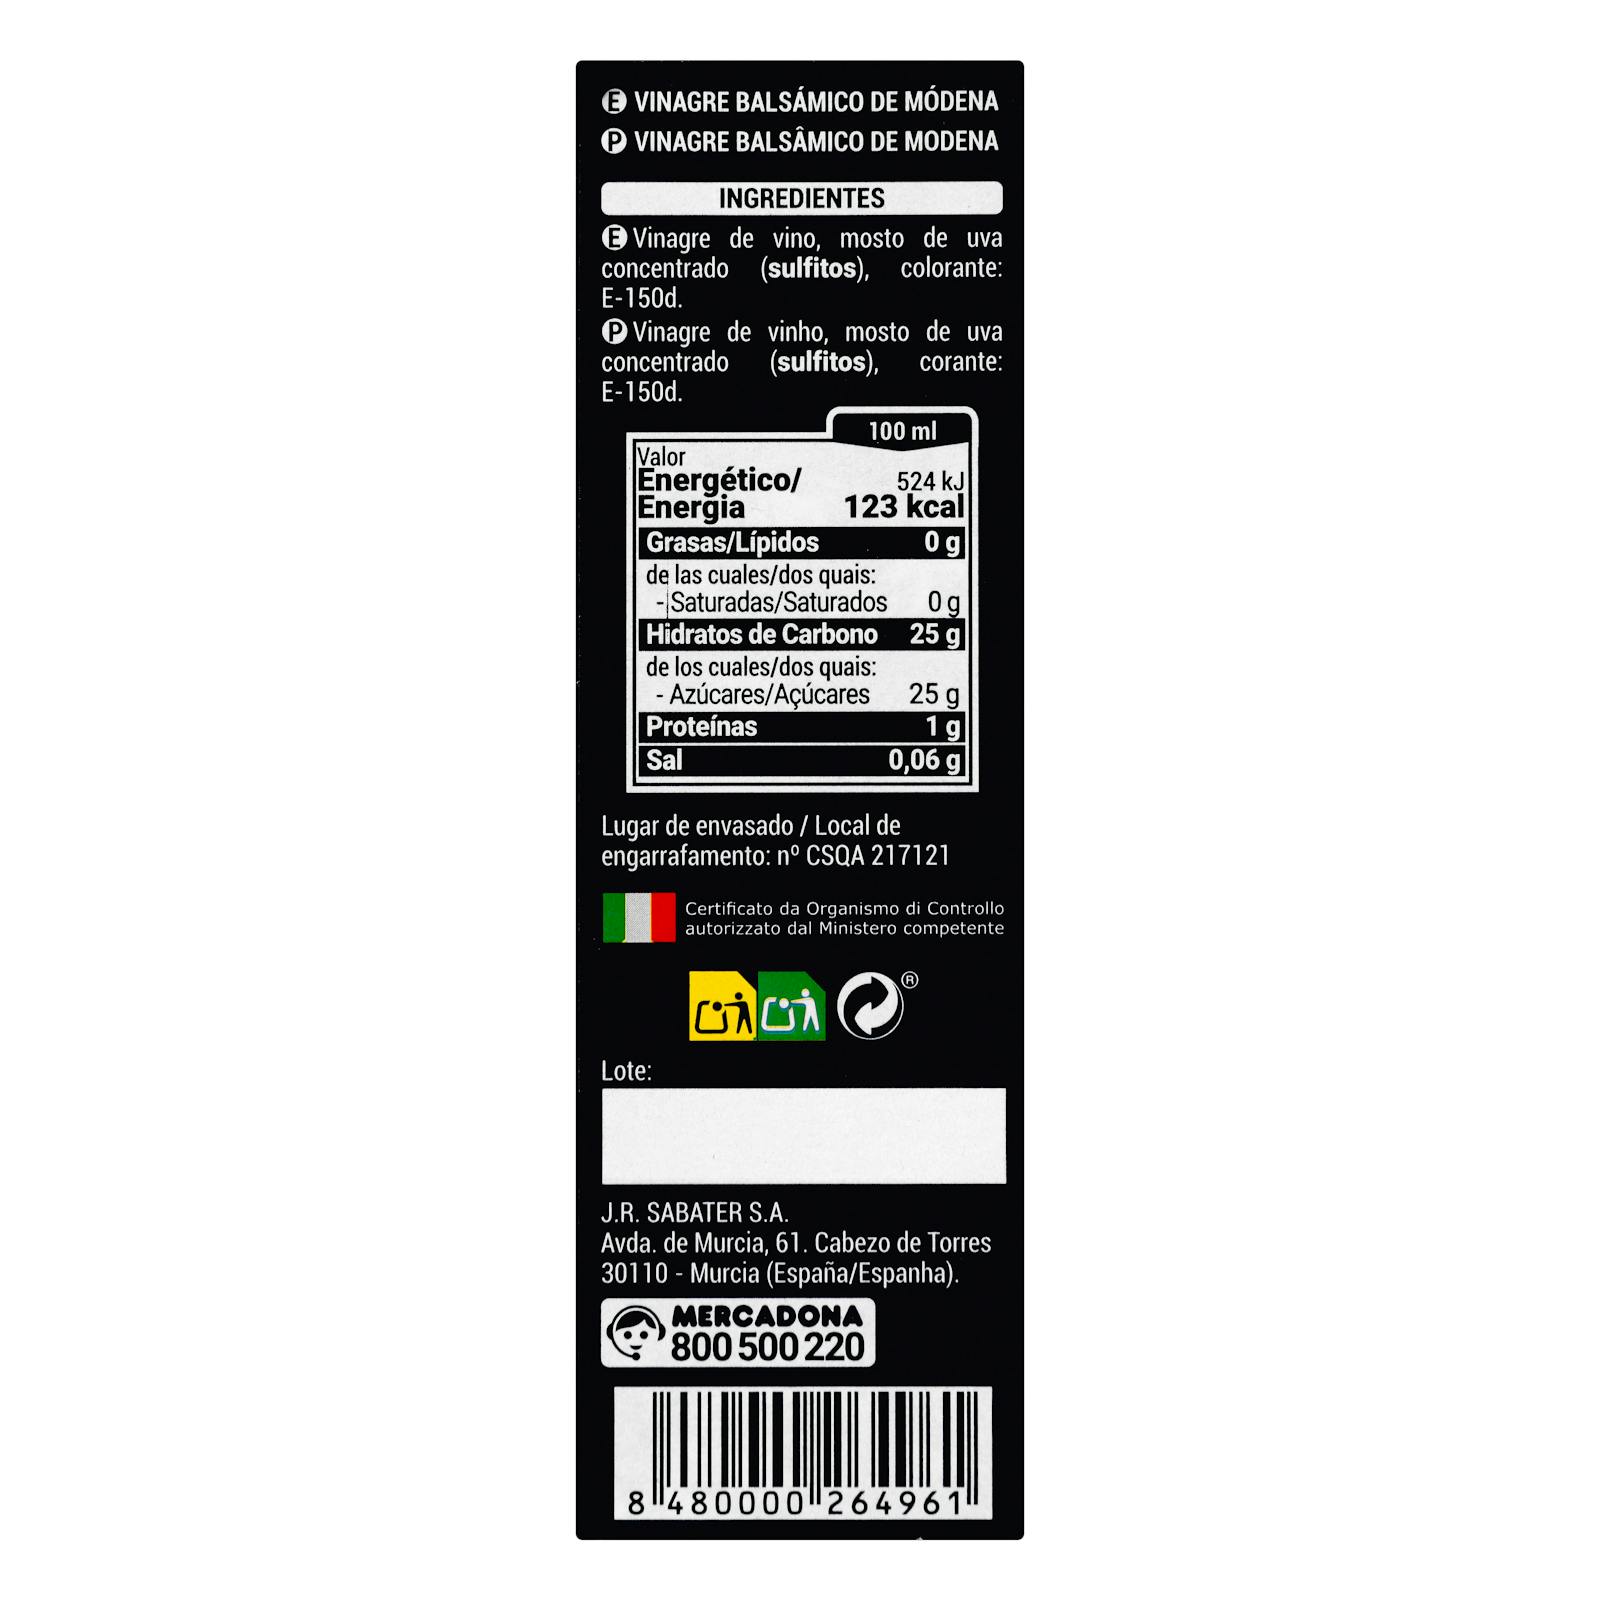 E VINAGRE BALSÁMICO DE MÓDENA
P VINAGRE BALSÂMICO DE MODENA
INGREDIENTES
E Vinagre de vino, mosto de uva
concentrado (sulfitos), colorante:
E-150d.
P Vinagre de vinho, mosto de uva
concentrado (sulfitos), corante:
E-150d.
100 ml
Valor
Energético/ 524 kJ
Energia 123 kcal
Grasas/Lípidos 0 g
de las cuales/dos quais:
- Saturadas/Saturados 0 g
Hidratos de Carbono 25 g
de los cuales/dos quais:
- Azúcares/Açúcares 25 g
Proteínas 1 g
Sal 0,06 g
Lugar de envasado / Local de
engarrafamento: nº CSQA 217121
Certificato da Organismo di Controllo
autorizzato dal Ministero competente
®
Lote:
J.R. SABATER S.A.
Avda. de Murcia, 61. Cabezo de Torres
30110 - Murcia (España/Espanha).
MERCADONA
800 500 220
8 480000 264961